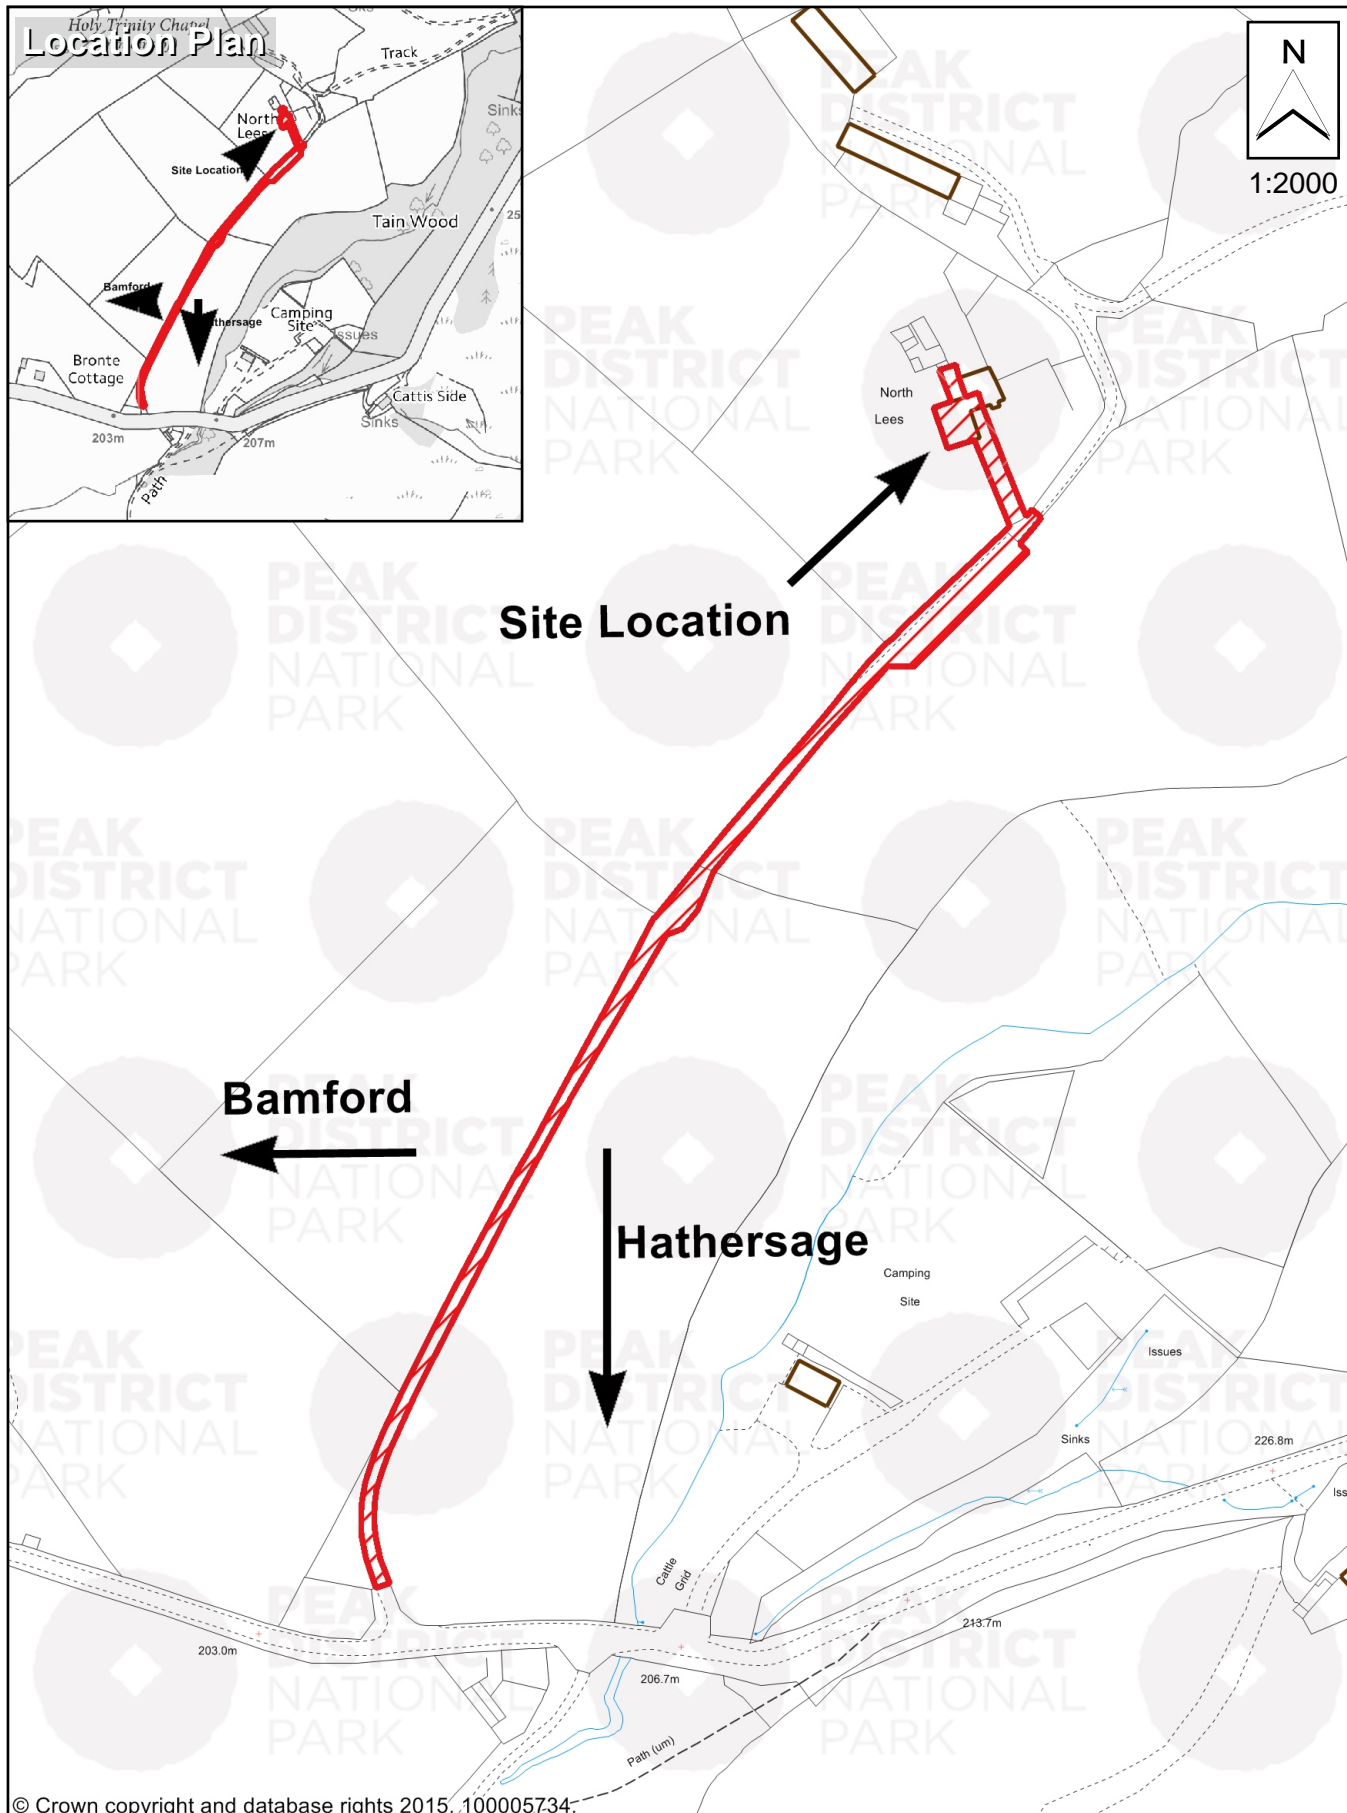 Holy Trinity Chapel
Location Plan
Track
Sinks
North
Lees
Site Location
Tain Wood
25
Bamford
thersage
Camping
Site
Issues
Bronte
Cottage
Cattis Side
Sinks
203m
207m
Path
N
1:2000
North
Lees
Site Location
Bamford
Hathersage
Camping
Site
Issues
Sinks
226.8m
Iss
Cattle
Grid
213.7m
203.0m
206.7m
Path (um)
PEAK
DISTRICT
NATIONAL
PARK
© Crown copyright and database rights 2015. 100005734.